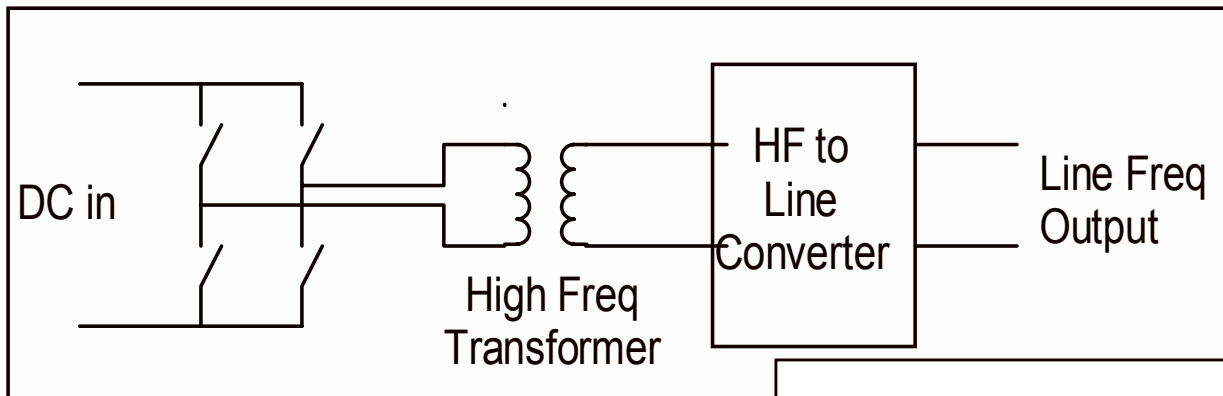 DC in
High Freq
Transformer
HF to
Line
Converter
Line Freq
Output